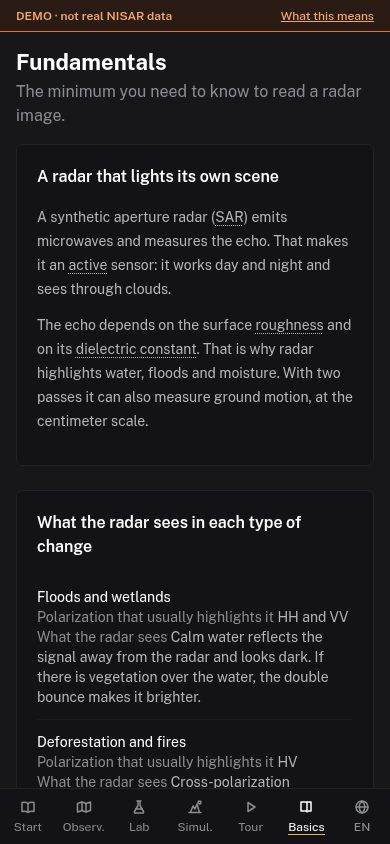 DEMO · not real NISAR data
What this means
Fundamentals
The minimum you need to know to read a radar
image.
A radar that lights its own scene
A synthetic aperture radar (SAR) emits
microwaves and measures the echo. That makes
it an active sensor: it works day and night and
sees through clouds.
The echo depends on the surface roughness and
on its dielectric constant. That is why radar
highlights water, floods and moisture. With two
passes it can also measure ground motion, at the
centimeter scale.
What the radar sees in each type of
change
Floods and wetlands
Polarization that usually highlights it HH and VV
What the radar sees Calm water reflects the
signal away from the radar and looks dark. If
there is vegetation over the water, the double
bounce makes it brighter.
Deforestation and fires
Polarization that usually highlights it HV
What the radar sees Cross-polarization
Start
Observ.
Lab
Simul.
Tour
Basics
EN